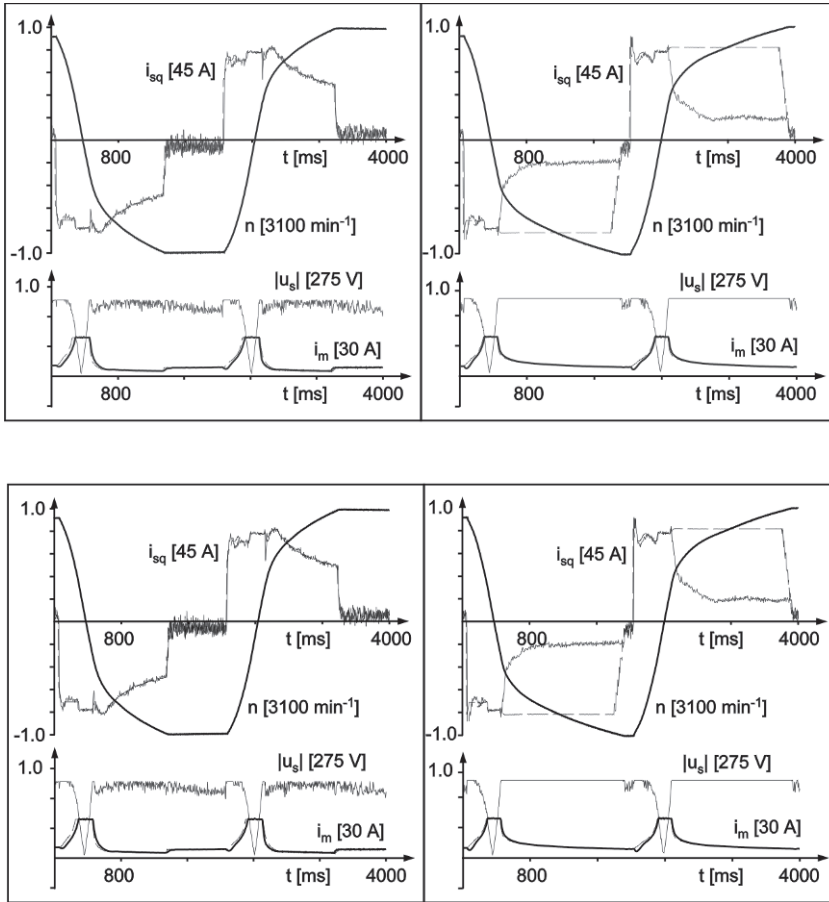 1.0
i_sq [45 A]
800
t [ms]
4000
n [3100 min⁻¹]
-1.0
1.0
|u_s| [275 V]
i_m [30 A]
800
t [ms]
4000
1.0
i_sq [45 A]
800
t [ms]
4000
n [3100 min⁻¹]
-1.0
1.0
|u_s| [275 V]
i_m [30 A]
800
t [ms]
4000
1.0
i_sq [45 A]
800
t [ms]
4000
n [3100 min⁻¹]
-1.0
1.0
|u_s| [275 V]
i_m [30 A]
800
t [ms]
4000
1.0
i_sq [45 A]
800
t [ms]
4000
n [3100 min⁻¹]
-1.0
1.0
|u_s| [275 V]
i_m [30 A]
800
t [ms]
4000